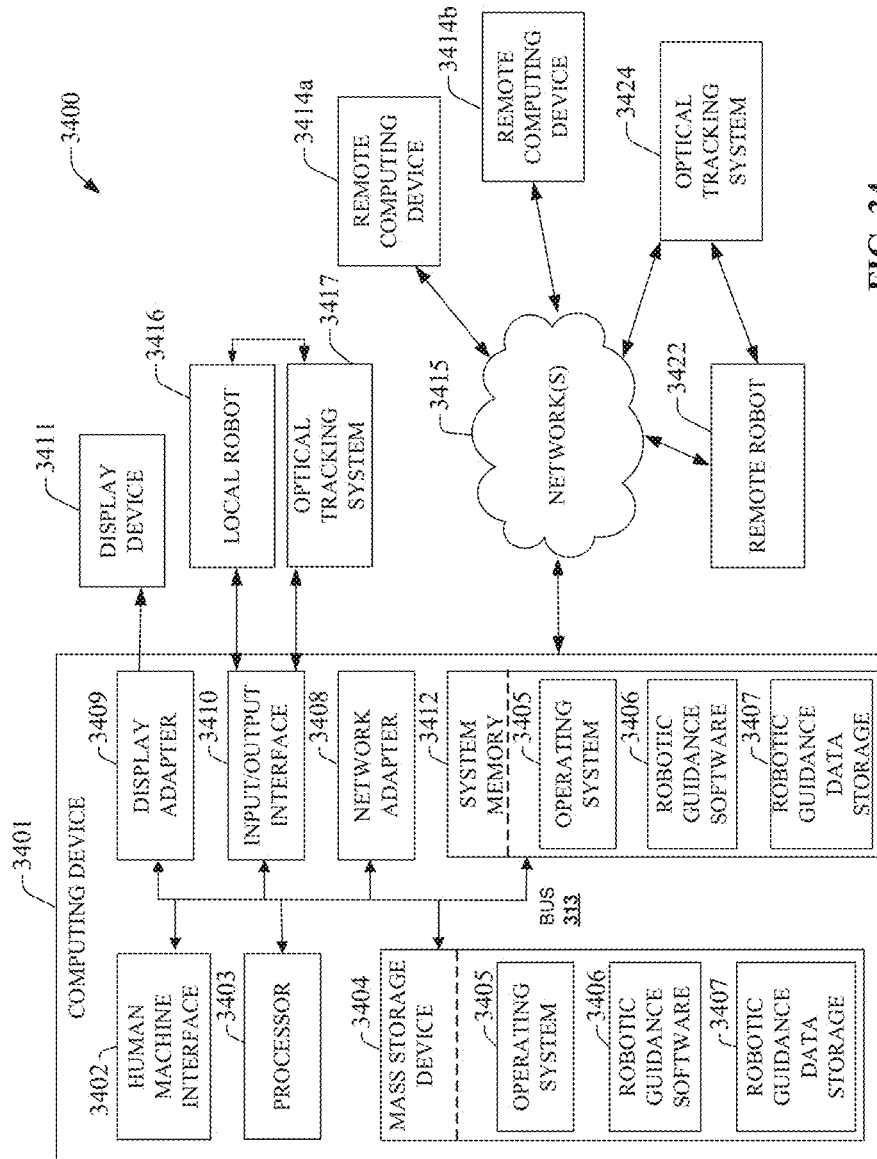 3400
3401
COMPUTING DEVICE
3402
HUMAN
MACHINE
INTERFACE
3403
PROCESSOR
3404
MASS STORAGE
DEVICE
3405
OPERATING
SYSTEM
3406
ROBOTIC
GUIDANCE
SOFTWARE
3407
ROBOTIC
GUIDANCE
DATA
STORAGE
BUS
313
3409
DISPLAY
ADAPTER
3410
INPUT/OUTPUT
INTERFACE
3408
NETWORK
ADAPTER
3412
SYSTEM
MEMORY
3405
OPERATING
SYSTEM
3406
ROBOTIC
GUIDANCE
SOFTWARE
3407
ROBOTIC
GUIDANCE
DATA
STORAGE
3411
DISPLAY
DEVICE
3416
LOCAL ROBOT
3417
OPTICAL
TRACKING
SYSTEM
3415
NETWORK(S)
3414a
REMOTE
COMPUTING
DEVICE
3414b
REMOTE
COMPUTING
DEVICE
3422
REMOTE ROBOT
3424
OPTICAL
TRACKING
SYSTEM
FIG. 34